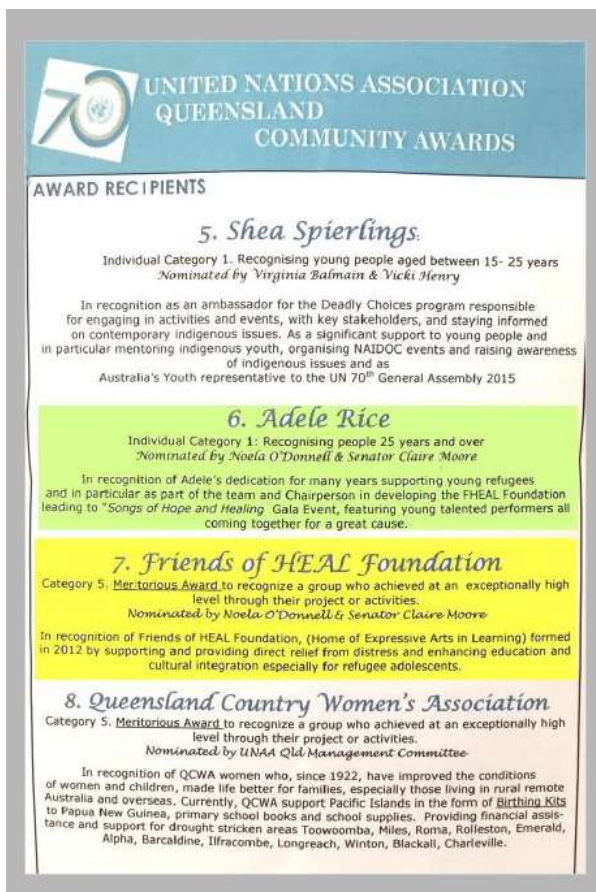 70
UNITED NATIONS ASSOCIATION
QUEENSLAND
COMMUNITY AWARDS
AWARD RECIPIENTS
5. Shea Spierlings:
Individual Category 1. Recognising young people aged between 15- 25 years
Nominated by Virginia Balmain & Vicki Henry
In recognition as an ambassador for the Deadly Choices program responsible
for engaging in activities and events, with key stakeholders, and staying informed
on contemporary indigenous issues. As a significant support to young people and
in particular mentoring indigenous youth, organising NAIDOC events and raising awareness
of indigenous issues and as
Australia's Youth representative to the UN 70th General Assembly 2015
6. Adele Rice
Individual Category 1: Recognising people 25 years and over
Nominated by Noela O'Donnell & Senator Claire Moore
In recognition of Adele's dedication for many years supporting young refugees
and in particular as part of the team and Chairperson in developing the FHEAL Foundation
leading to "Songs of Hope and Healing Gala Event, featuring young talented performers all
coming together for a great cause.
7. Friends of HEAL Foundation
Category 5. Meritorious Award to recognize a group who achieved at an exceptionally high
level through their project or activities.
Nominated by Noela O'Donnell & Senator Claire Moore
In recognition of Friends of HEAL Foundation, (Home of Expressive Arts in Learning) formed
in 2012 by supporting and providing direct relief from distress and enhancing education and
cultural integration especially for refugee adolescents.
8. Queensland Country Women's Association
Category 5. Meritorious Award to recognize a group who achieved at an exceptionally high
level through their project or activities.
Nominated by UNAA Qld Management Committee
In recognition of QCWA women who, since 1922, have improved the conditions
of women and children, made life better for families, especially those living in rural remote
Australia and overseas. Currently, QCWA support Pacific Islands in the form of Birthing Kits
to Papua New Guinea, primary school books and school supplies. Providing financial assis-
tance and support for drought stricken areas Toowoomba, Miles, Roma, Rolleston, Emerald,
Alpha, Barcaldine, Ilfracombe, Longreach, Winton, Blackall, Charleville.